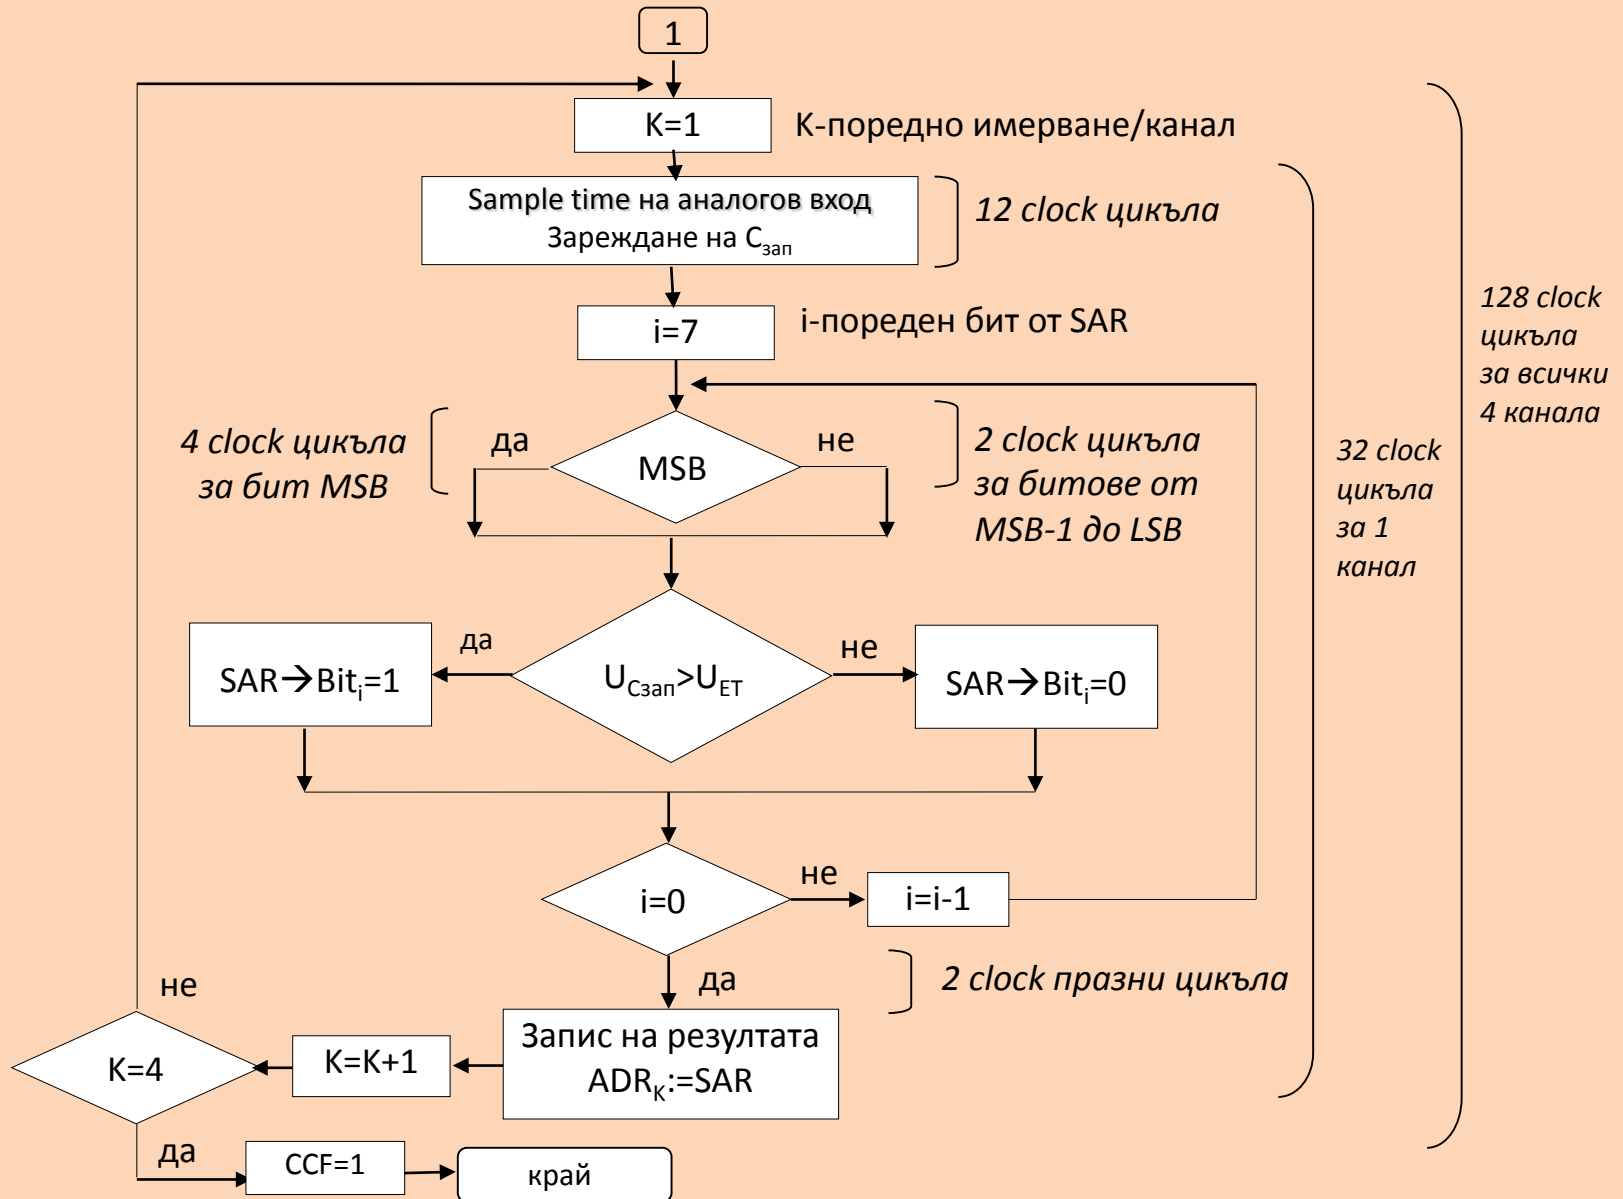 1
K=1
K-поредно имерване/канал
Sample time на аналогов вход
Зареждане на Cзап
12 clock цикъла
i=7
i-пореден бит от SAR
128 clock
цикъла
за всички
4 канала
4 clock цикъла
за бит MSB
да
MSB
не
2 clock цикъла
за битове от
MSB-1 до LSB
32 clock
цикъла
за 1
канал
SAR→Biti=1
да
UCзап>UET
не
SAR→Biti=0
i=0
не
i=i-1
да
2 clock празни цикъла
не
K=4
K=K+1
Запис на резултата
ADRK:=SAR
да
CCF=1
край